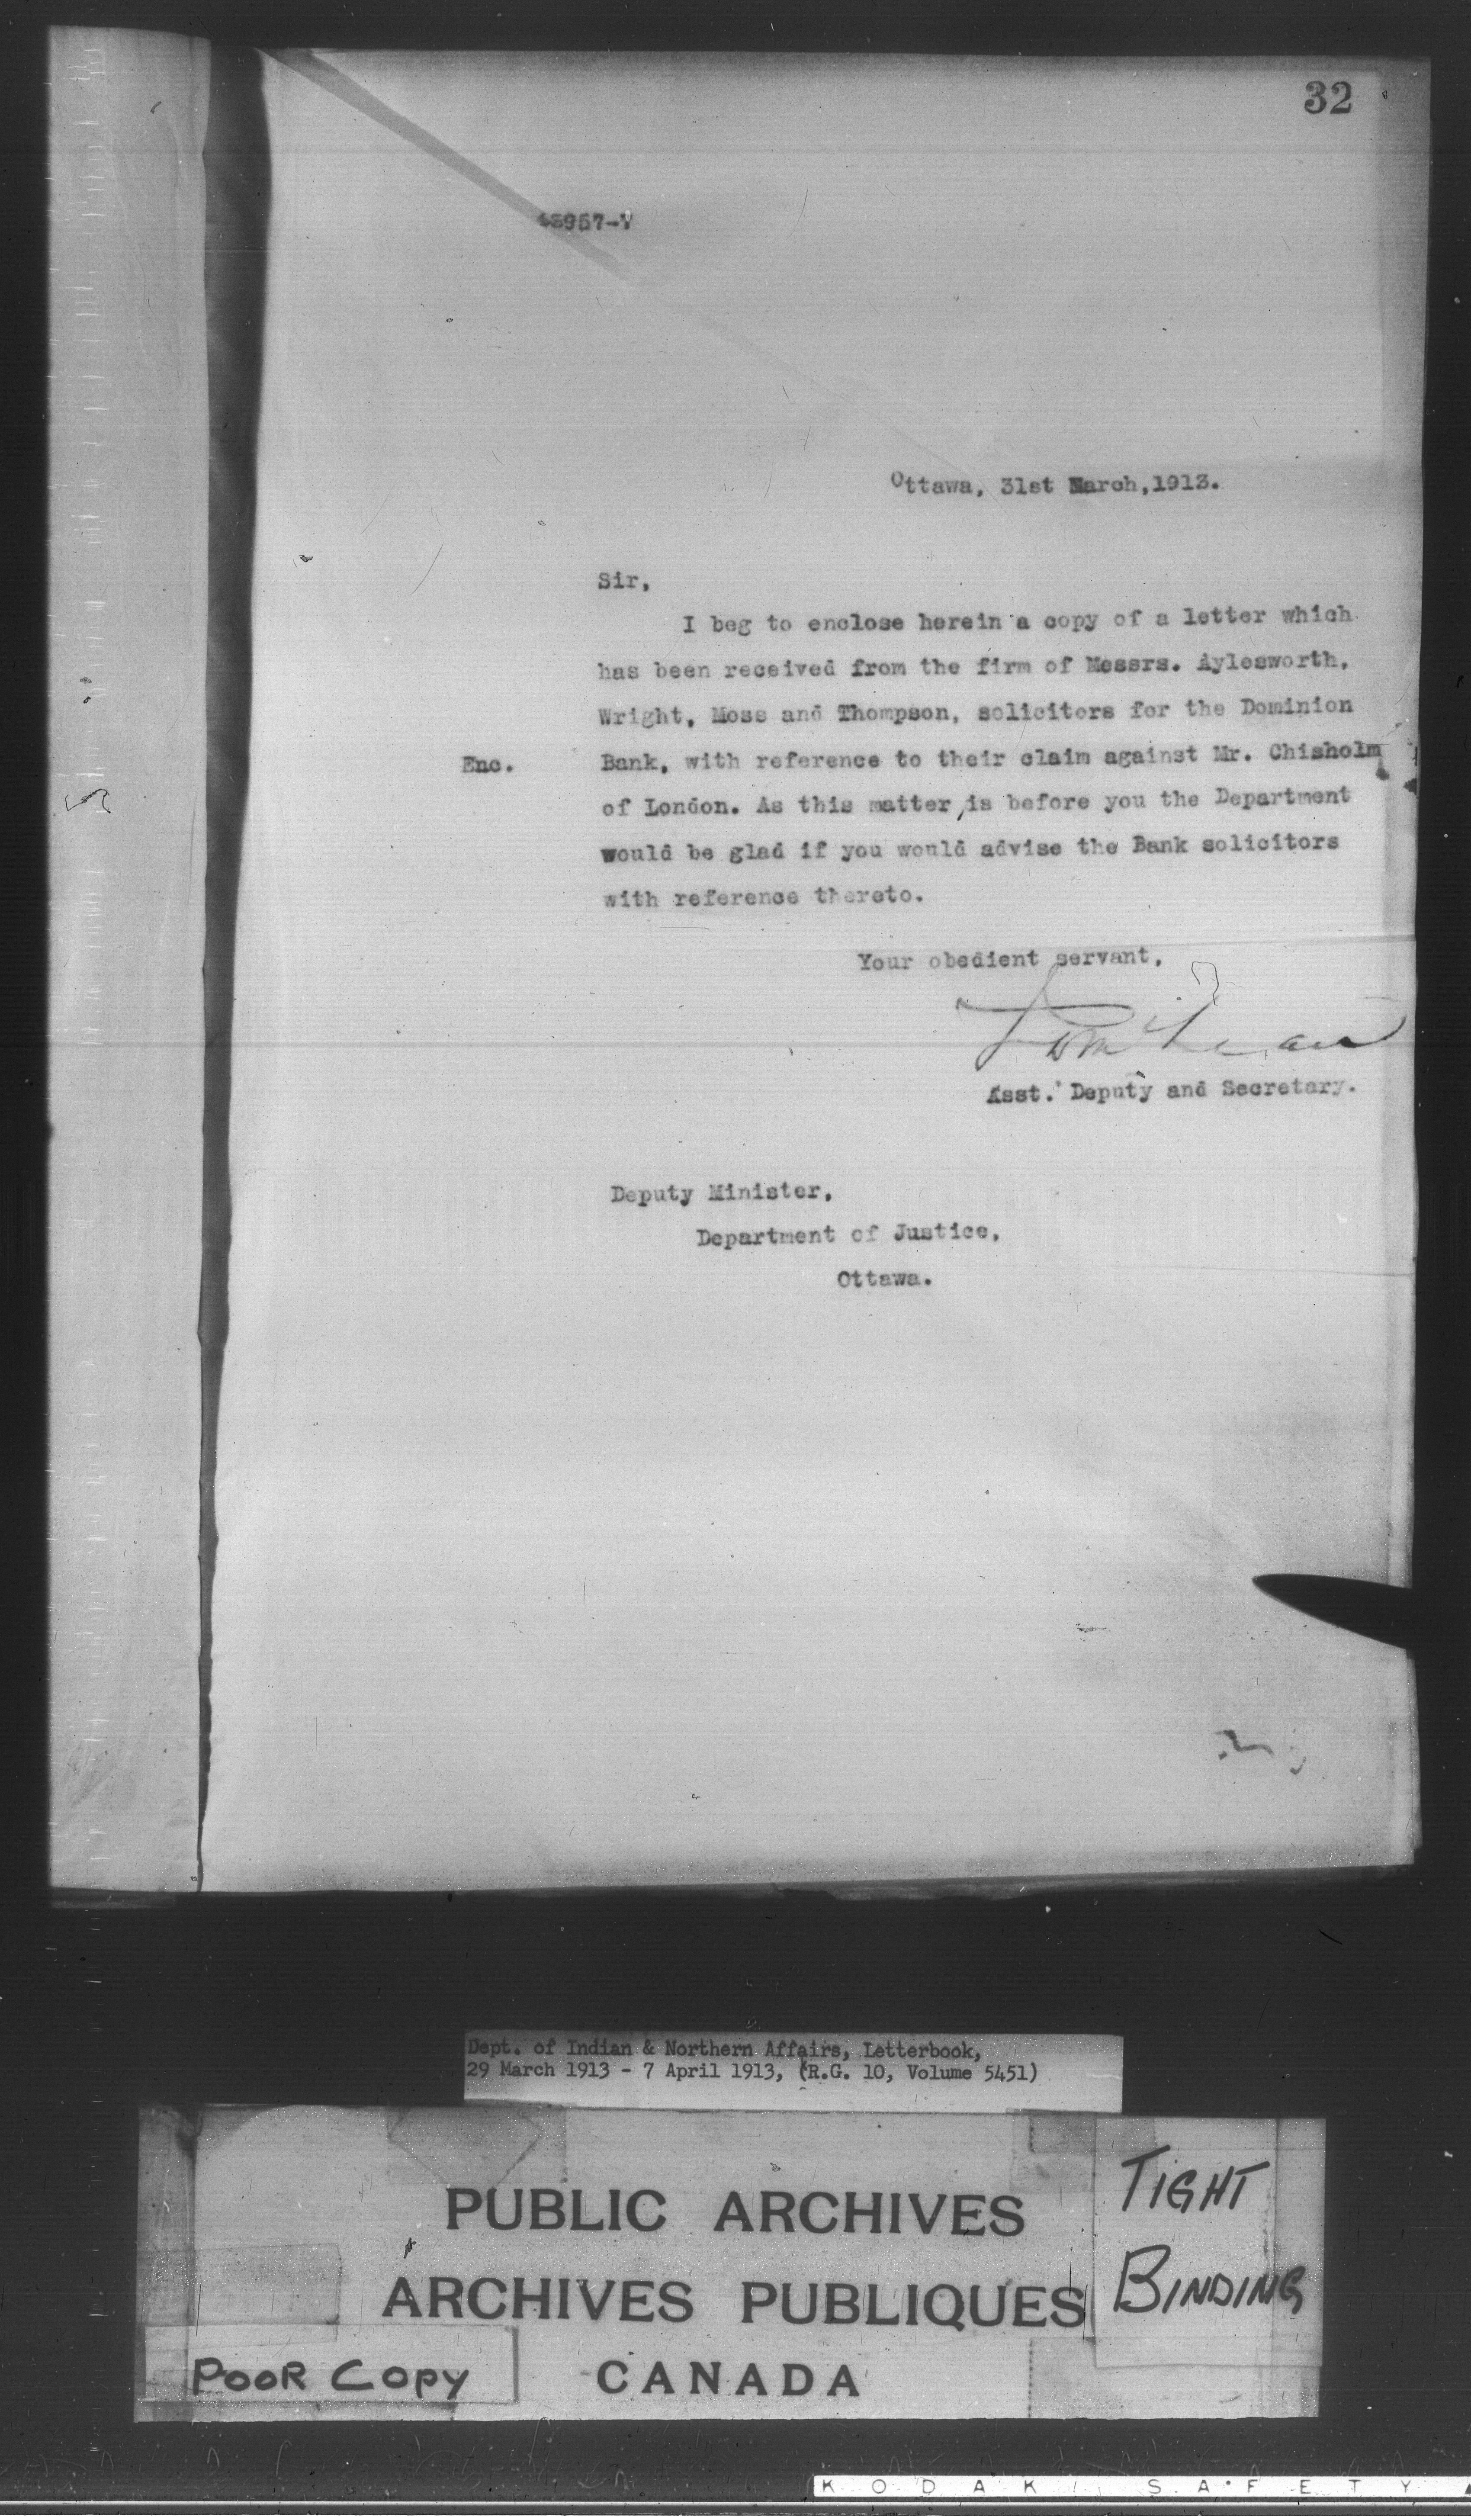 32
Ottawa, 31st March, 1913.
Sir,
I beg to enclose herein a copy of a letter which
has been received from the firm of Messrs. Aylesworth,
Wright, Moss and Thompson, solicitors for the Dominion
Enc. Bank, with reference to their claim against Mr. Chisholm
of London. As this matter is before you the Department
would be glad if you would advise the Bank solicitors
with reference thereto.
Your obedient servant,
Asst. Deputy and Secretary.
Deputy Minister,
Department of Justice,
Ottawa.
Dept. of Indian & Northern Affairs, Letterbook,
29 March 1913 - 7 April 1913, (R.G. 10, Volume 5451)
PUBLIC ARCHIVES
ARCHIVES PUBLIQUES
CANADA
TIGHT
BINDING
POOR COPY
KODAK SAFETY